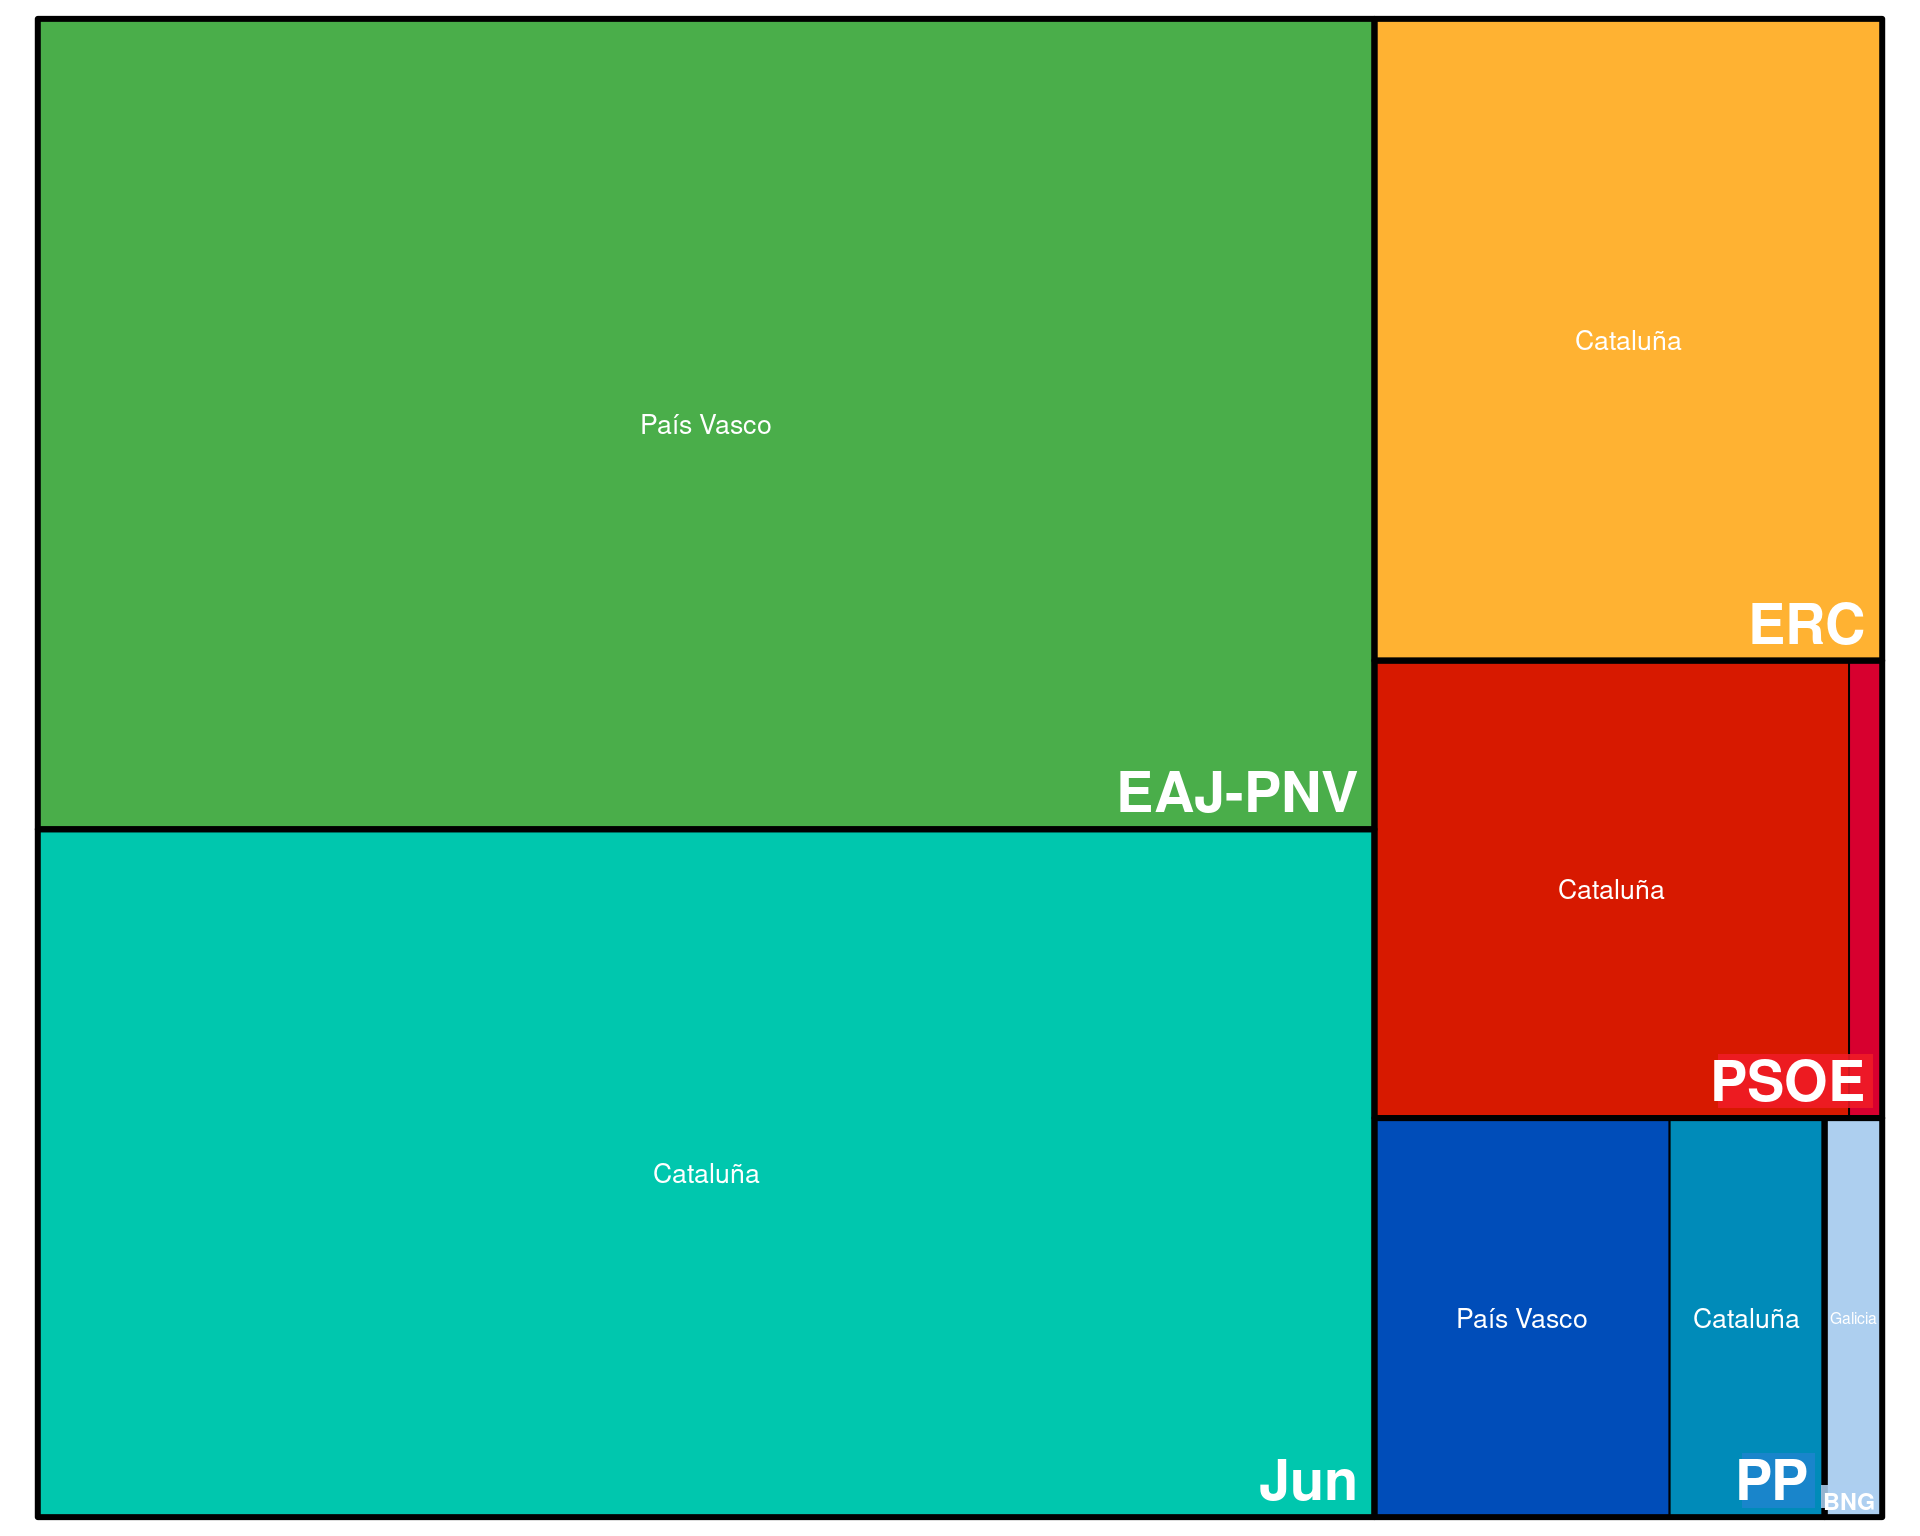 País Vasco
EAJ-PNV
Cataluña
Jun
Cataluña
ERC
Cataluña
PSOE
País Vasco
Cataluña
PP
Galicia
BNG